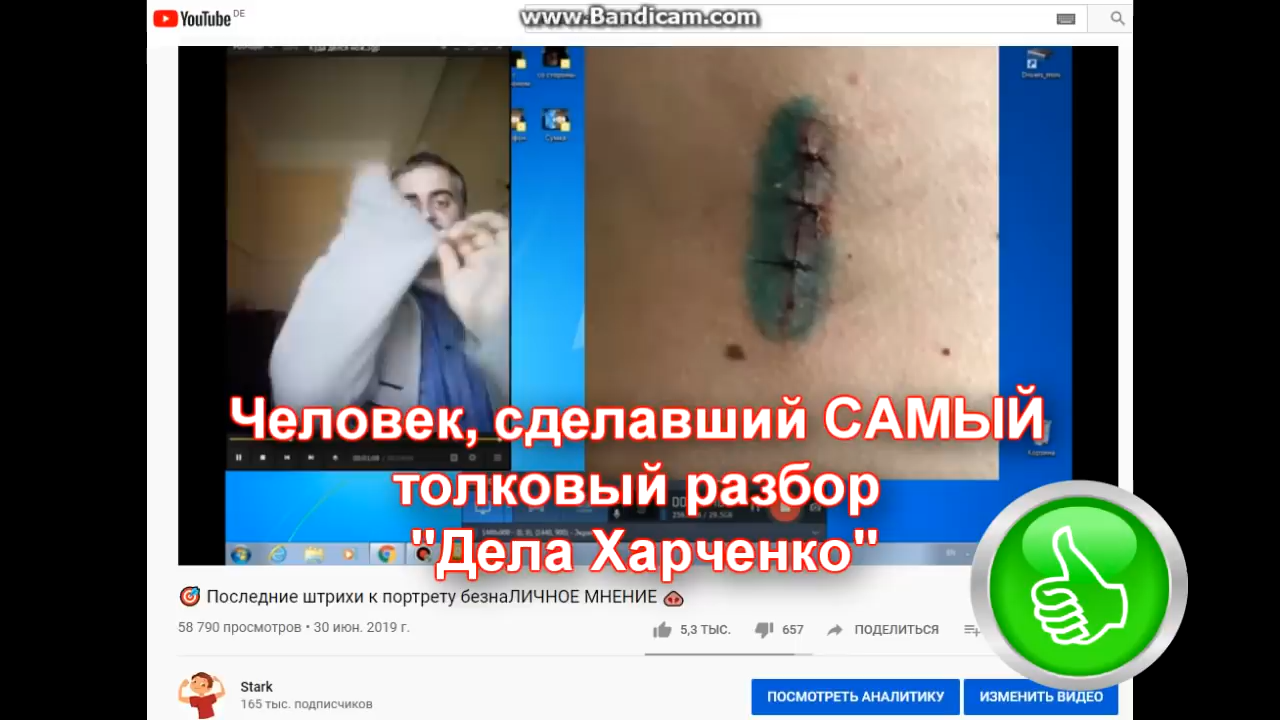 YouTube DE
www.Bandicam.com
Человек, сделавший САМЫЙ
толковый разбор
"Дела Харченко"
Последние штрихи к портрету безнаЛИЧНОЕ МНЕНИЕ
58 790 просмотров • 30 июн. 2019 г.
5,3 ТЫС. 657 ПОДЕЛИТЬСЯ
Stark
165 тыс. подписчиков
ПОСМОТРЕТЬ АНАЛИТИКУ ИЗМЕНИТЬ ВИДЕО